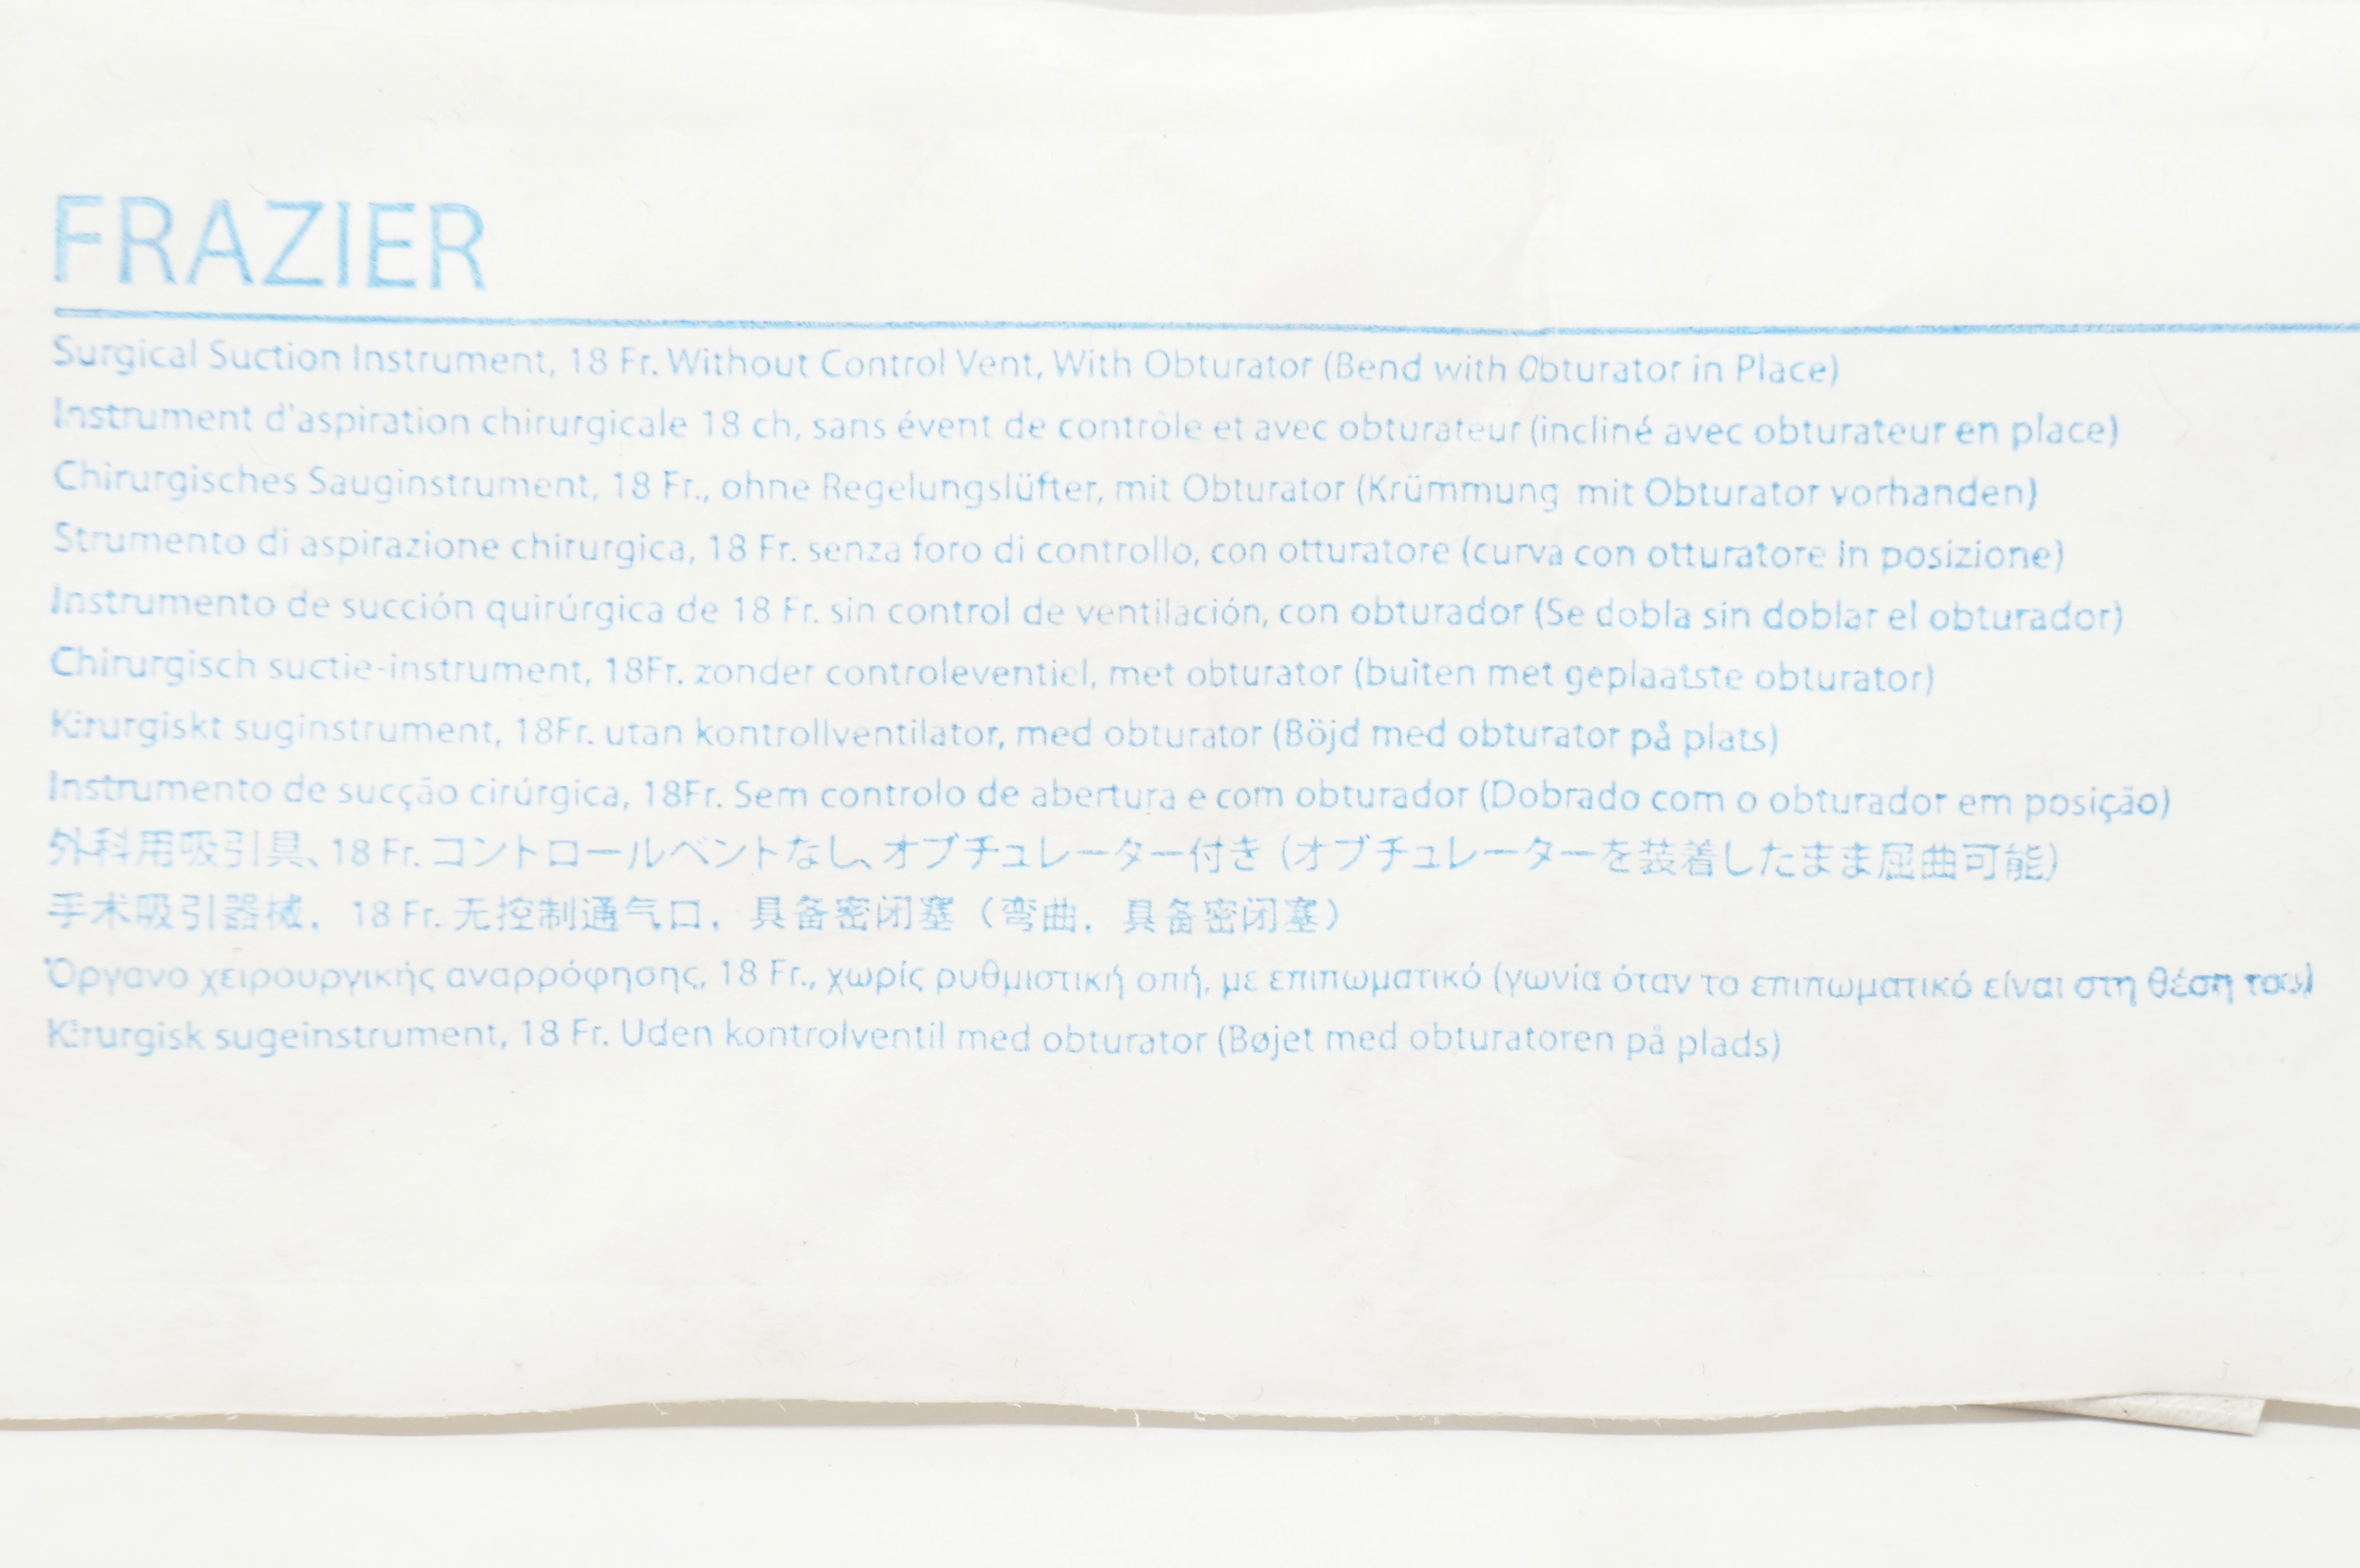 FRAZIER
Surgical Suction Instrument, 18 Fr. Without Control Vent, With Obturator (Bend with Obturator in Place)
Instrument d'aspiration chirurgicale 18 ch, sans évent de contrôle et avec obturateur (incliné avec obturateur en place)
Chirurgisches Sauginstrument, 18 Fr., ohne Regelungslüfter, mit Obturator (Krümmung mit Obturator vorhanden)
Strumento di aspirazione chirurgica, 18 Fr. senza foro di controllo, con otturatore (curva con otturatore in posizione)
Instrumento de succión quirúrgica de 18 Fr. sin control de ventilación, con obturador (Se dobla sin doblar el obturador)
Chirurgisch suctie-instrument, 18Fr. zonder controleventiel, met obturator (buiten met geplaatste obturator)
Kirurgiskt suginstrument, 18Fr. utan kontrollventilator, med obturator (Böjd med obturator på plats)
Instrumento de sucção cirúrgica, 18Fr. Sem controlo de abertura e com obturador (Dobrado com o obturador em posição)
外科用吸引具、18 Fr. コントロールベントなし、オブチュレーター付き (オブチュレーターを装着したまま屈曲可能)
手术吸引器械，18 Fr. 无控制通气口，具备密闭塞（弯曲，具备密闭塞）
Όργανο χειρουργικής αναρρόφησης, 18 Fr., χωρίς ρυθμιστική οπή, με επιπωματικό (γωνία όταν το επιπωματικό είναι στη θέση του)
Kirurgisk sugeinstrument, 18 Fr. Uden kontrolventil med obturator (Bøjet med obturatoren på plads)